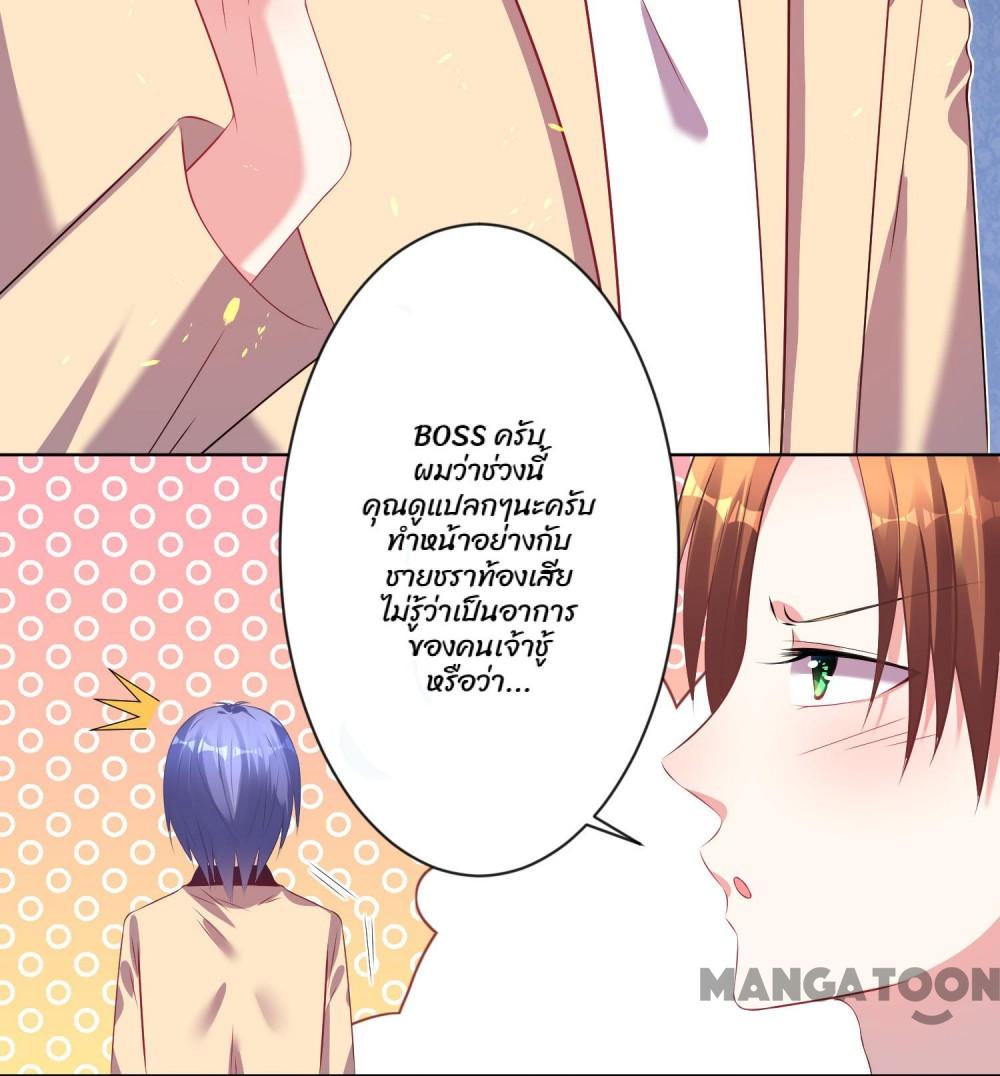 BOSS ครับ
ผมว่าช่วงนี้
คุณดูแปลกๆนะครับ
ทำหน้าอย่างกับ
ชายชราท้องเสีย
ไม่รู้ว่าเป็นอาการ
ของคนเจ้าชู้
หรือว่า...
MANGATOON